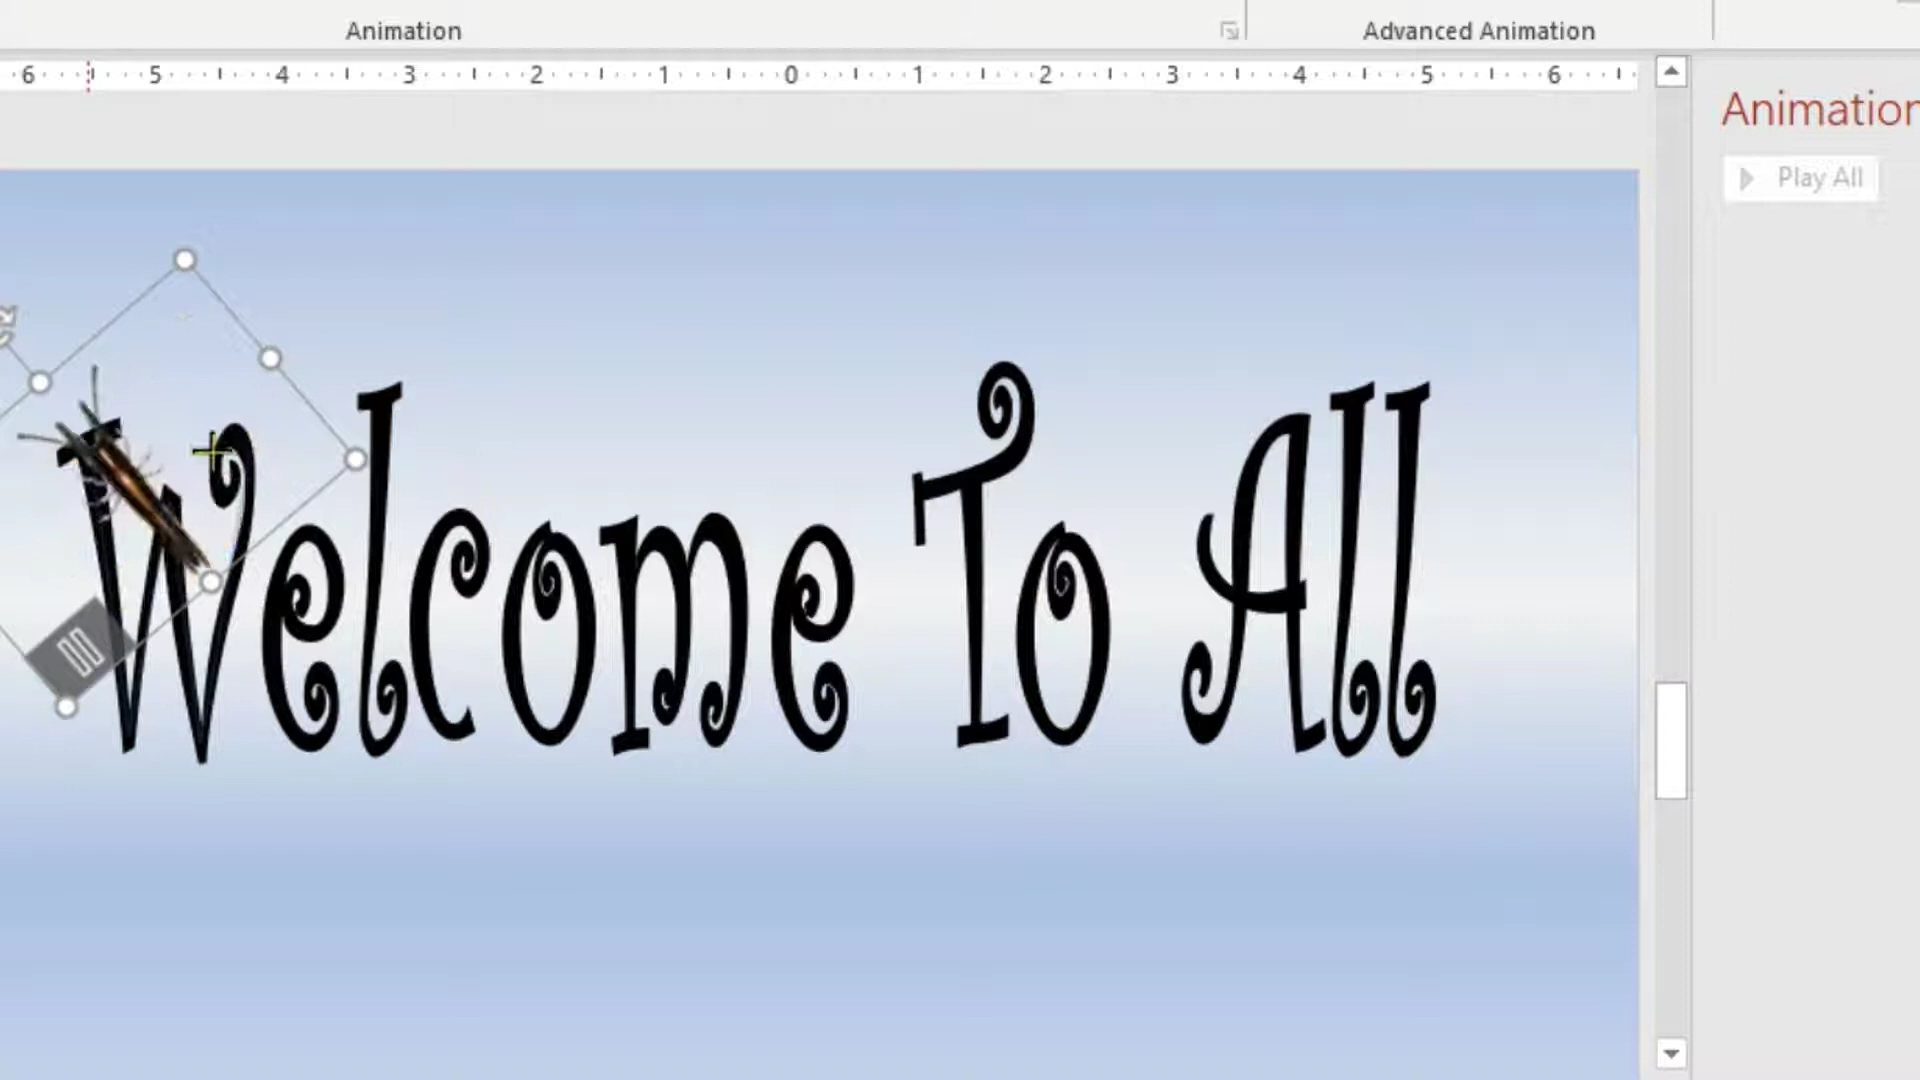 Animation
Advanced Animation
6 5 4 3 2 1 0 1 2 3 4 5 6
Animation
Play All
Welcome To All